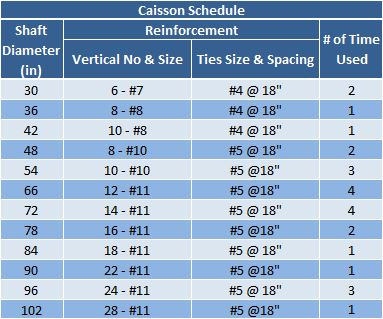 Caisson Schedule
Shaft Diameter (in) Reinforcement # of Time Used
Vertical No & Size Ties Size & Spacing
30 6 - #7 #4 @ 18" 2
36 8 - #8 #4 @ 18" 1
42 10 - #8 #4 @ 18" 1
48 8 - #10 #5 @ 18" 2
54 10 - #10 #5 @18" 3
66 12 - #11 #5 @18" 4
72 14 - #11 #5 @18" 4
78 16 - #11 #5 @18" 2
84 18 - #11 #5 @18" 1
90 22 - #11 #5 @18" 1
96 24 - #11 #5 @18" 3
102 28 - #11 #5 @18" 1